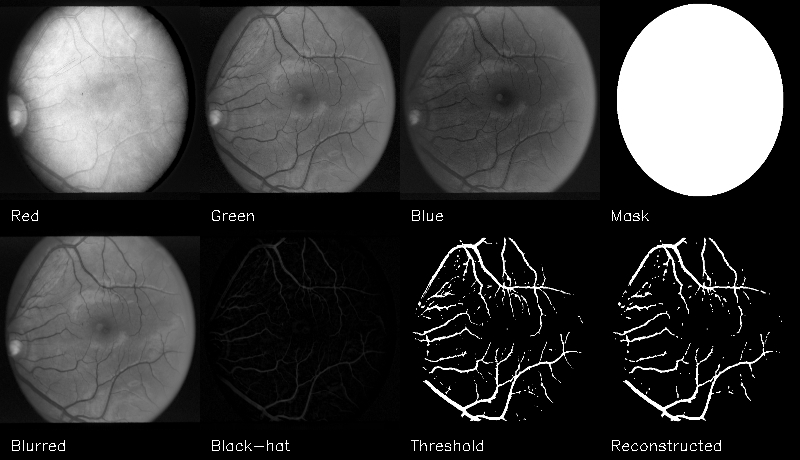 Red
Green
Blue
Mask
Blurred
Black-hat
Threshold
Reconstructed